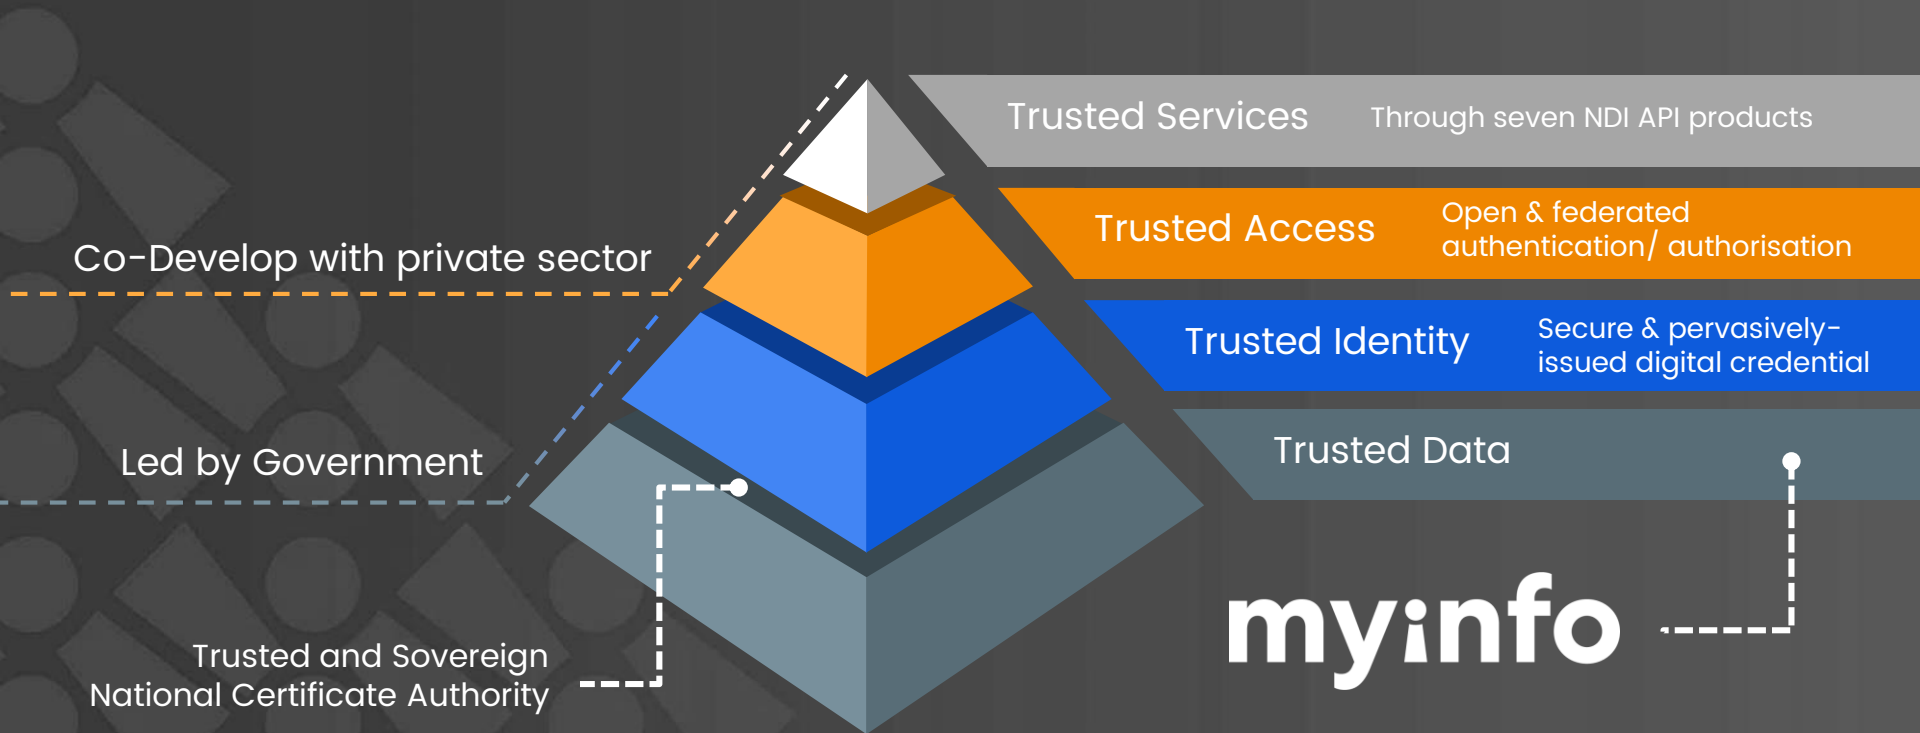 Trusted Services
Through seven NDI API products
Co-Develop with private sector
Trusted Access
Open & federated
authentication/ authorisation
Trusted Identity
Secure & pervasively-
issued digital credential
Led by Government
Trusted Data
Trusted and Sovereign
National Certificate Authority
myinfo